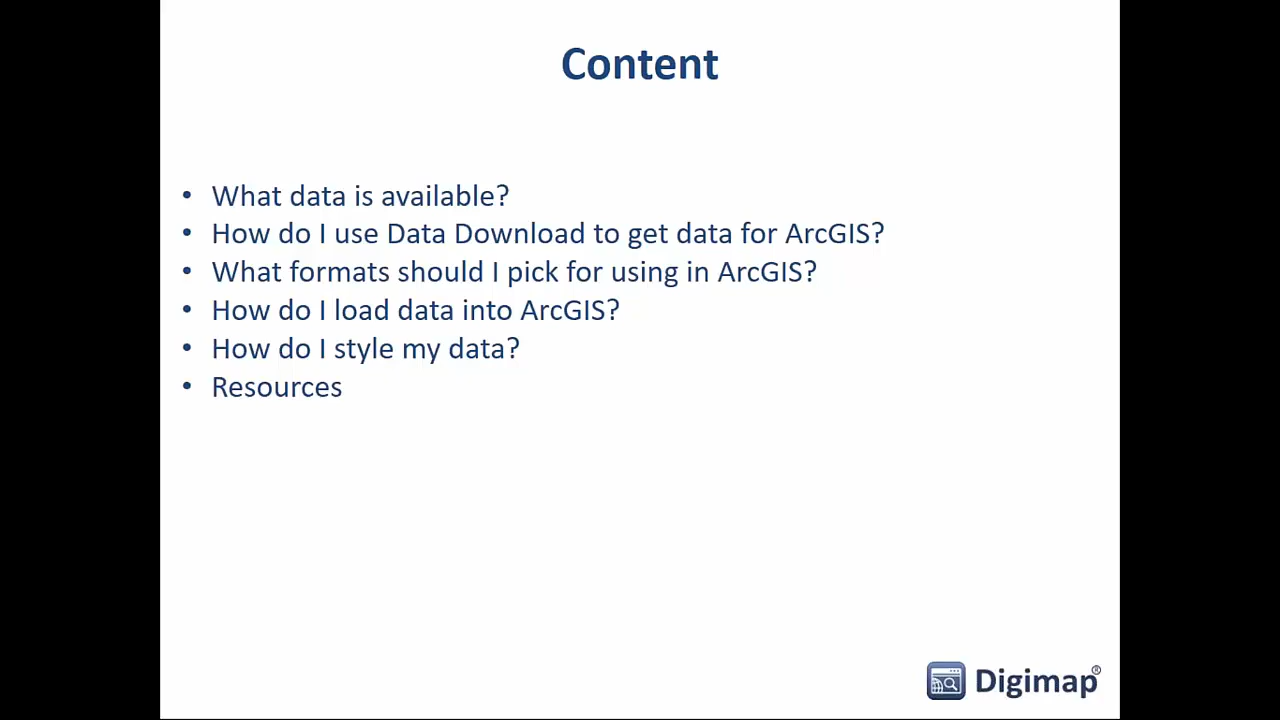 Content
• What data is available?
• How do I use Data Download to get data for ArcGIS?
• What formats should I pick for using in ArcGIS?
• How do I load data into ArcGIS?
• How do I style my data?
• Resources
Digimap®